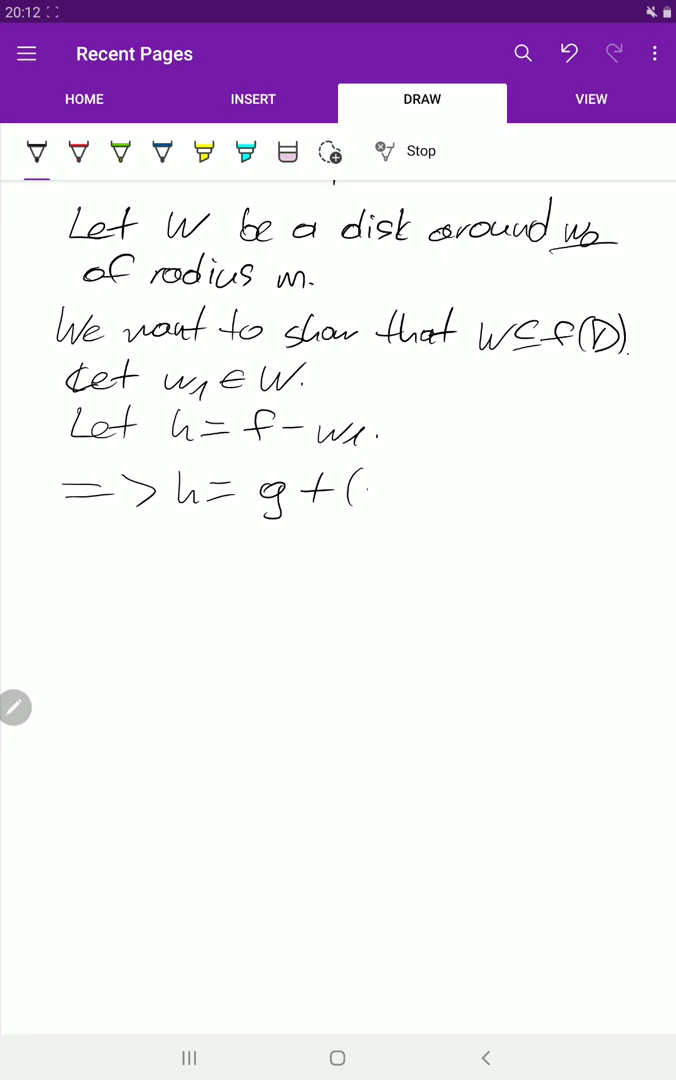 20:12
Recent Pages
HOME INSERT DRAW VIEW
Stop
Let W be a disk around w₀
of radius m.
We want to show that W⊆f(D).
Let w₁ ∈ W.
Let h = f - w₁.
=> h = g + (